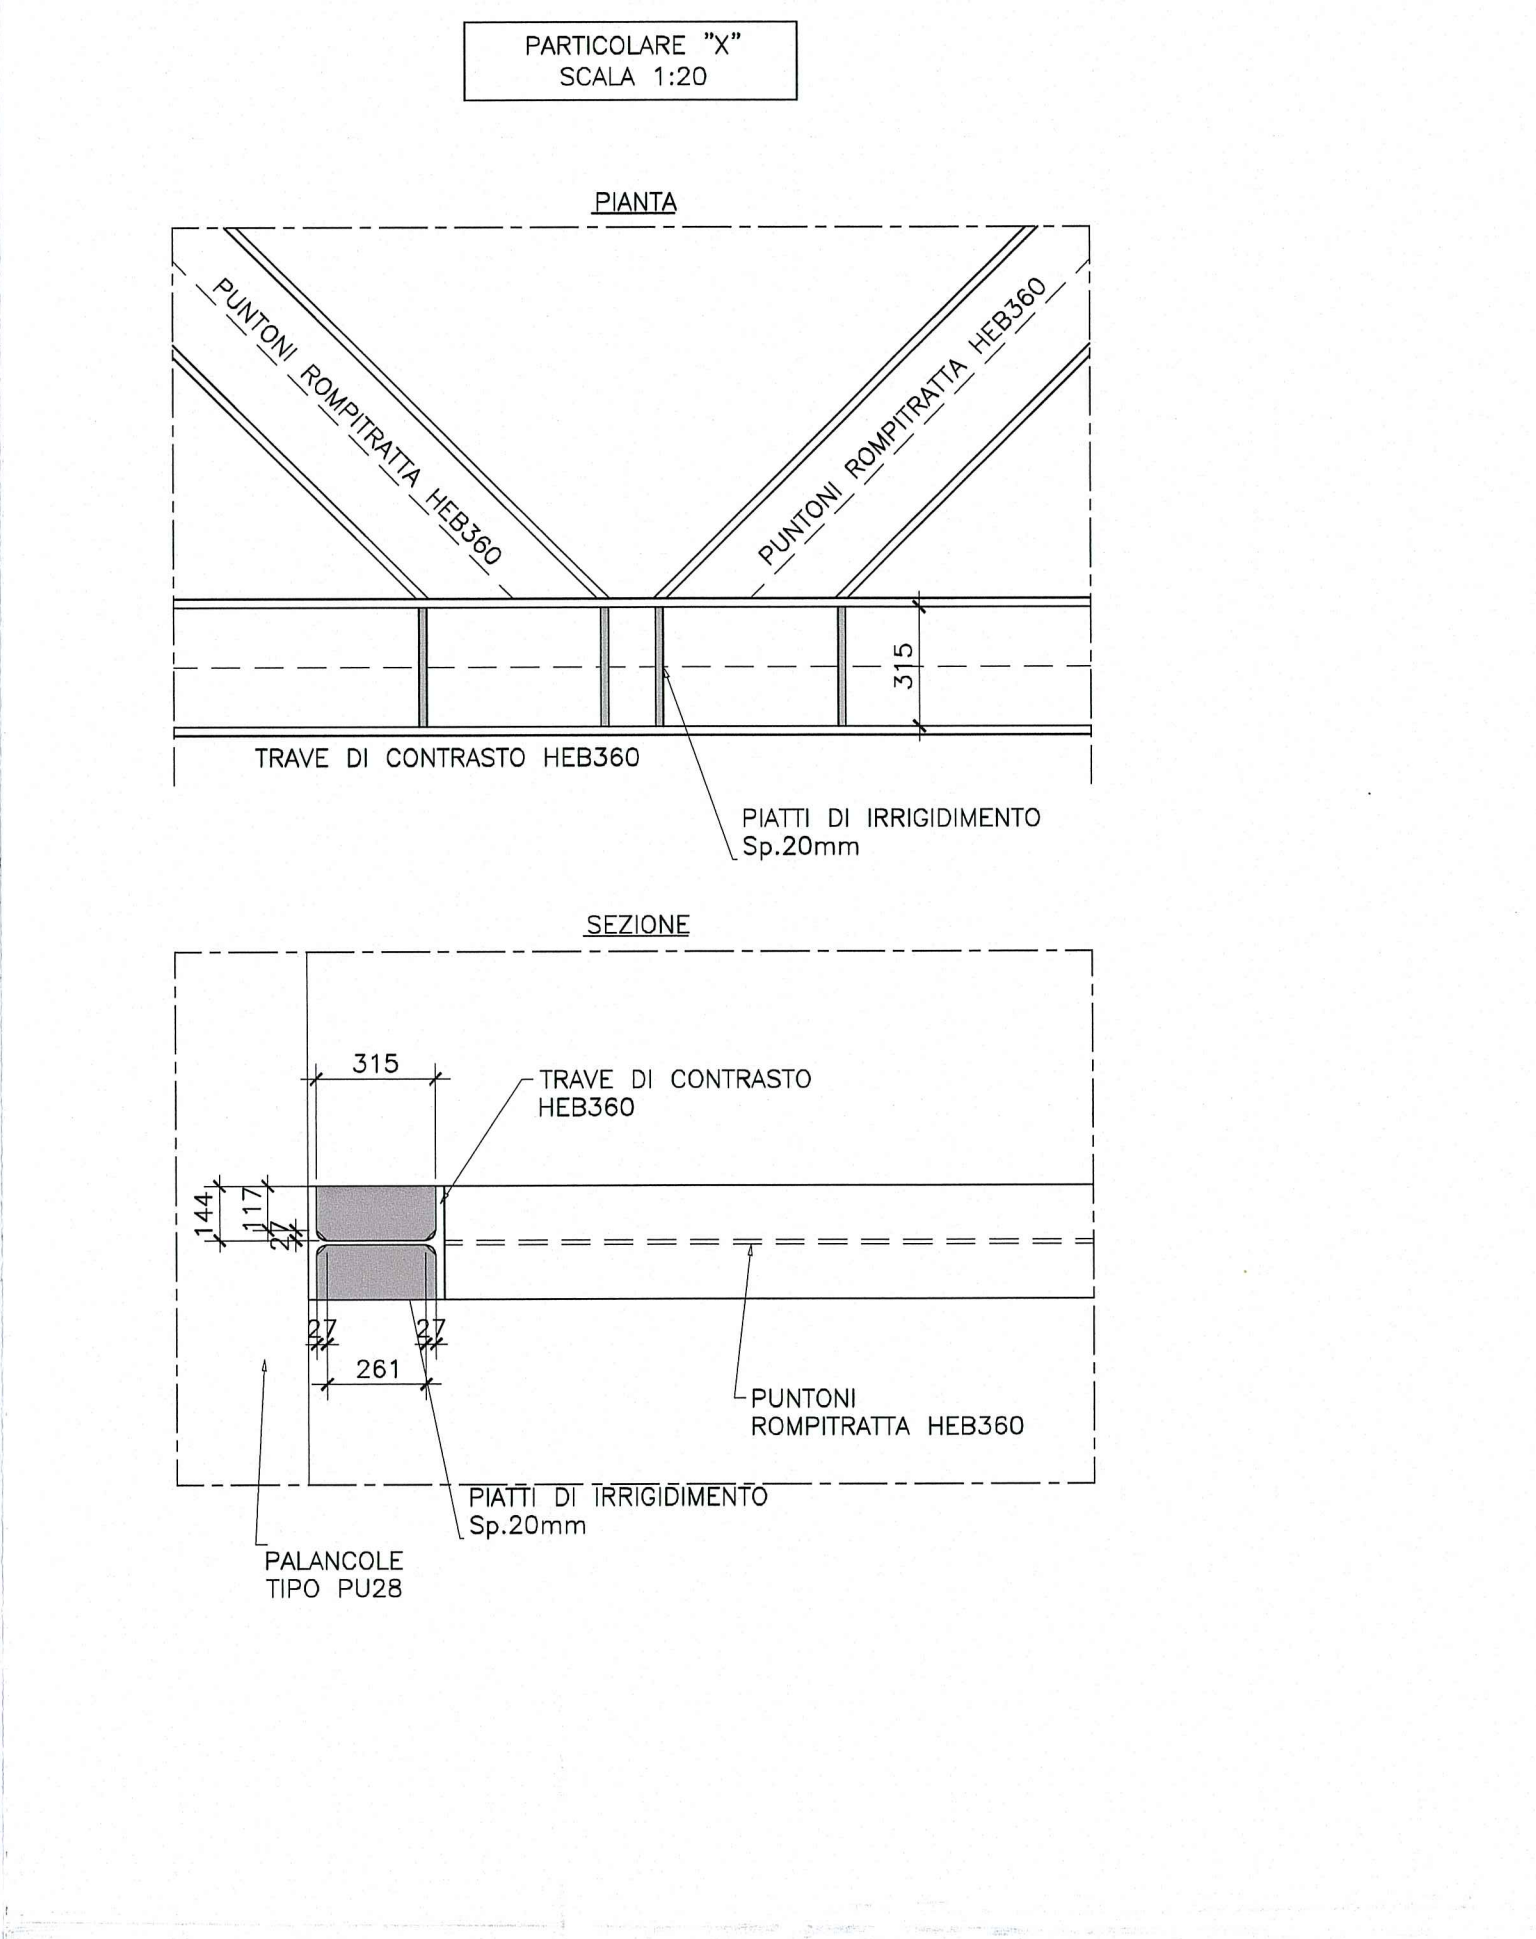 PARTICOLARE "X"
SCALA 1:20
PIANTA
PUNTONI ROMPITRATTA HEB360
PUNTONI ROMPITRATTA HEB360
315
TRAVE DI CONTRASTO HEB360
PIATTI DI IRRIGIDIMENTO
Sp.20mm
SEZIONE
315
TRAVE DI CONTRASTO
HEB360
144
117
27
27
27
261
PUNTONI
ROMPITRATTA HEB360
PIATTI DI IRRIGIDIMENTO
Sp.20mm
PALANCOLE
TIPO PU28